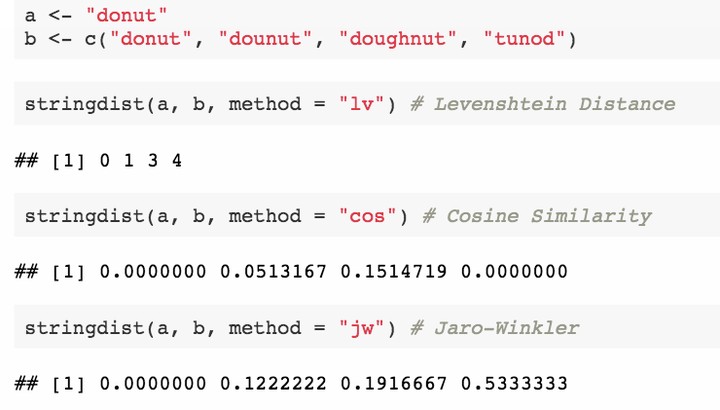 a <- "donut"
b <- c("donut", "dounut", "doughnut", "tunod")
stringdist(a, b, method = "lv") # Levenshtein Distance
## [1] 0 1 3 4
stringdist(a, b, method = "cos") # Cosine Similarity
## [1] 0.0000000 0.0513167 0.1514719 0.0000000
stringdist(a, b, method = "jw") # Jaro-Winkler
## [1] 0.0000000 0.1222222 0.1916667 0.5333333